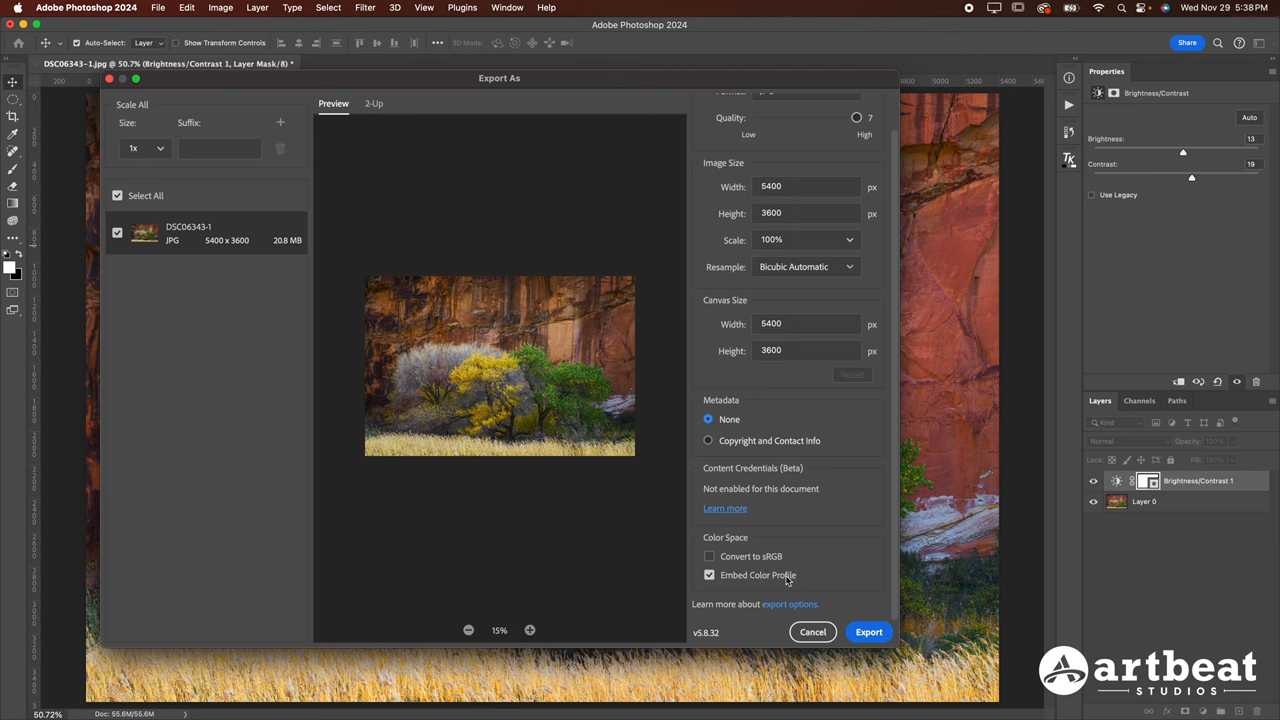 Adobe Photoshop 2024 File Edit Image Layer Type Select Filter 3D View Plugins Window Help Wed Nov 29 5:38 PM
Adobe Photoshop 2024
Auto-Select: Layer Show Transform Controls 3D Mode: Share
DSC06343-1.jpg @ 50.7% (Brightness/Contrast 1, Layer Mask/8) *
Export As
Scale All
Size: Suffix:
1x
Select All
DSC06343-1
JPG 5400 x 3600 20.8 MB
Preview 2-Up
15%
Quality: 7
Low High
Image Size
Width: 5400 px
Height: 3600 px
Scale: 100%
Resample: Bicubic Automatic
Canvas Size
Width: 5400 px
Height: 3600 px
Reset
Metadata
None
Copyright and Contact Info
Content Credentials (Beta)
Not enabled for this document
Learn more
Color Space
Convert to sRGB
Embed Color Profile
Learn more about export options.
v5.8.32 Cancel Export
Properties
Brightness/Contrast
Auto
Brightness: 13
Contrast: 19
Use Legacy
Layers Channels Paths
Kind
Normal Opacity: 100%
Lock: Fill: 100%
Brightness/Contrast 1
Layer 0
artbeat
STUDIOS
50.72% Doc: 55.6M/55.6M